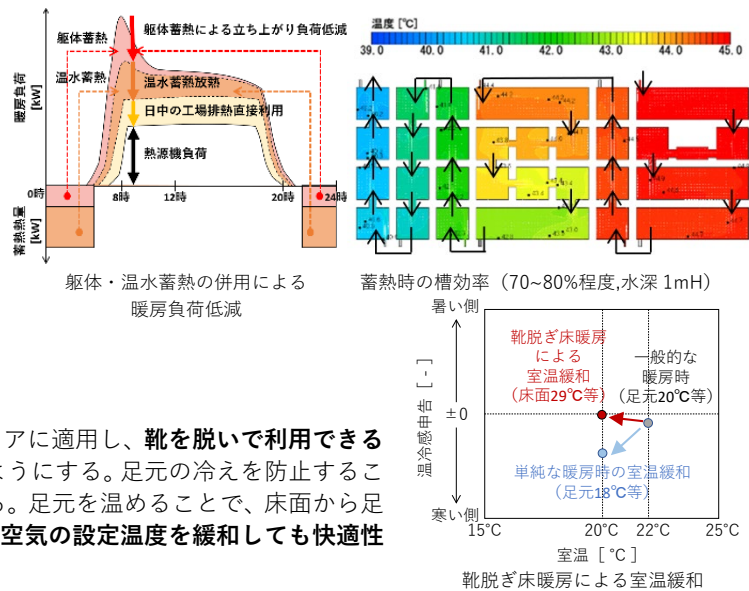 躯体蓄熱
躯体蓄熱による立ち上がり負荷低減
温水蓄熱
温水蓄熱放熱
日中の工場排熱直接利用
熱源機負荷
暖房負荷
[kW]
0時
8時
12時
20時
24時
蓄熱熱量
[kW]
躯体・温水蓄熱の併用による
暖房負荷低減
温度 [℃]
39.0 40.0 41.0 42.0 43.0 44.0 45.0
蓄熱時の槽効率（70~80%程度,水深 1mH）
ィアに適用し、靴を脱いで利用できる
ようにする。足元の冷えを防止するこ
る。足元を温めることで、床面から足
空気の設定温度を緩和しても快適性
暑い側
靴脱ぎ床暖房
による
室温緩和
（床面29℃等）
一般的な
暖房時
（足元20℃等）
温冷感申告 [ - ]
±0
単純な暖房時の室温緩和
（足元18℃等）
寒い側
15℃
20℃
22℃
25℃
室温 [ °C ]
靴脱ぎ床暖房による室温緩和